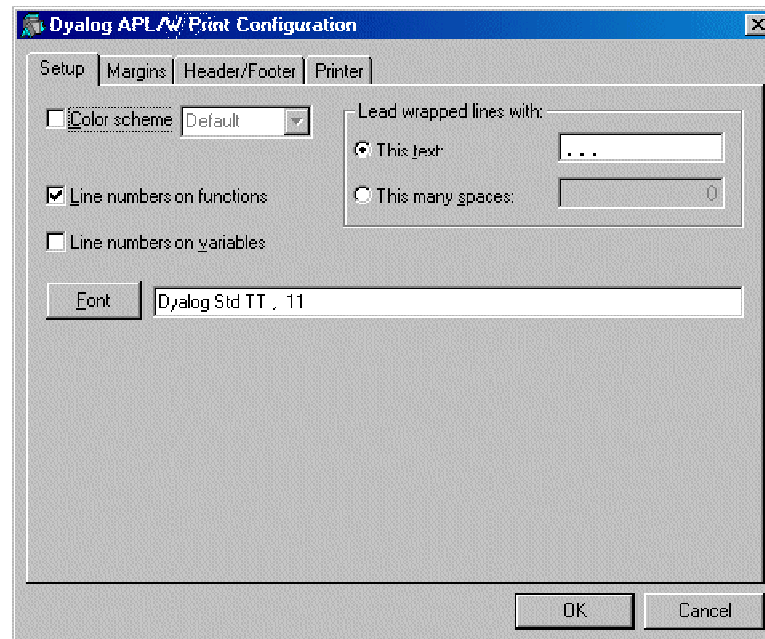 Dyalog APL/W Print Configuration
Setup Margins Header/Footer Printer
Color scheme Default
Lead wrapped lines with:
This text: ...
Line numbers on functions
This many spaces: 0
Line numbers on variables
Font Dyalog Std TT , 11
OK Cancel